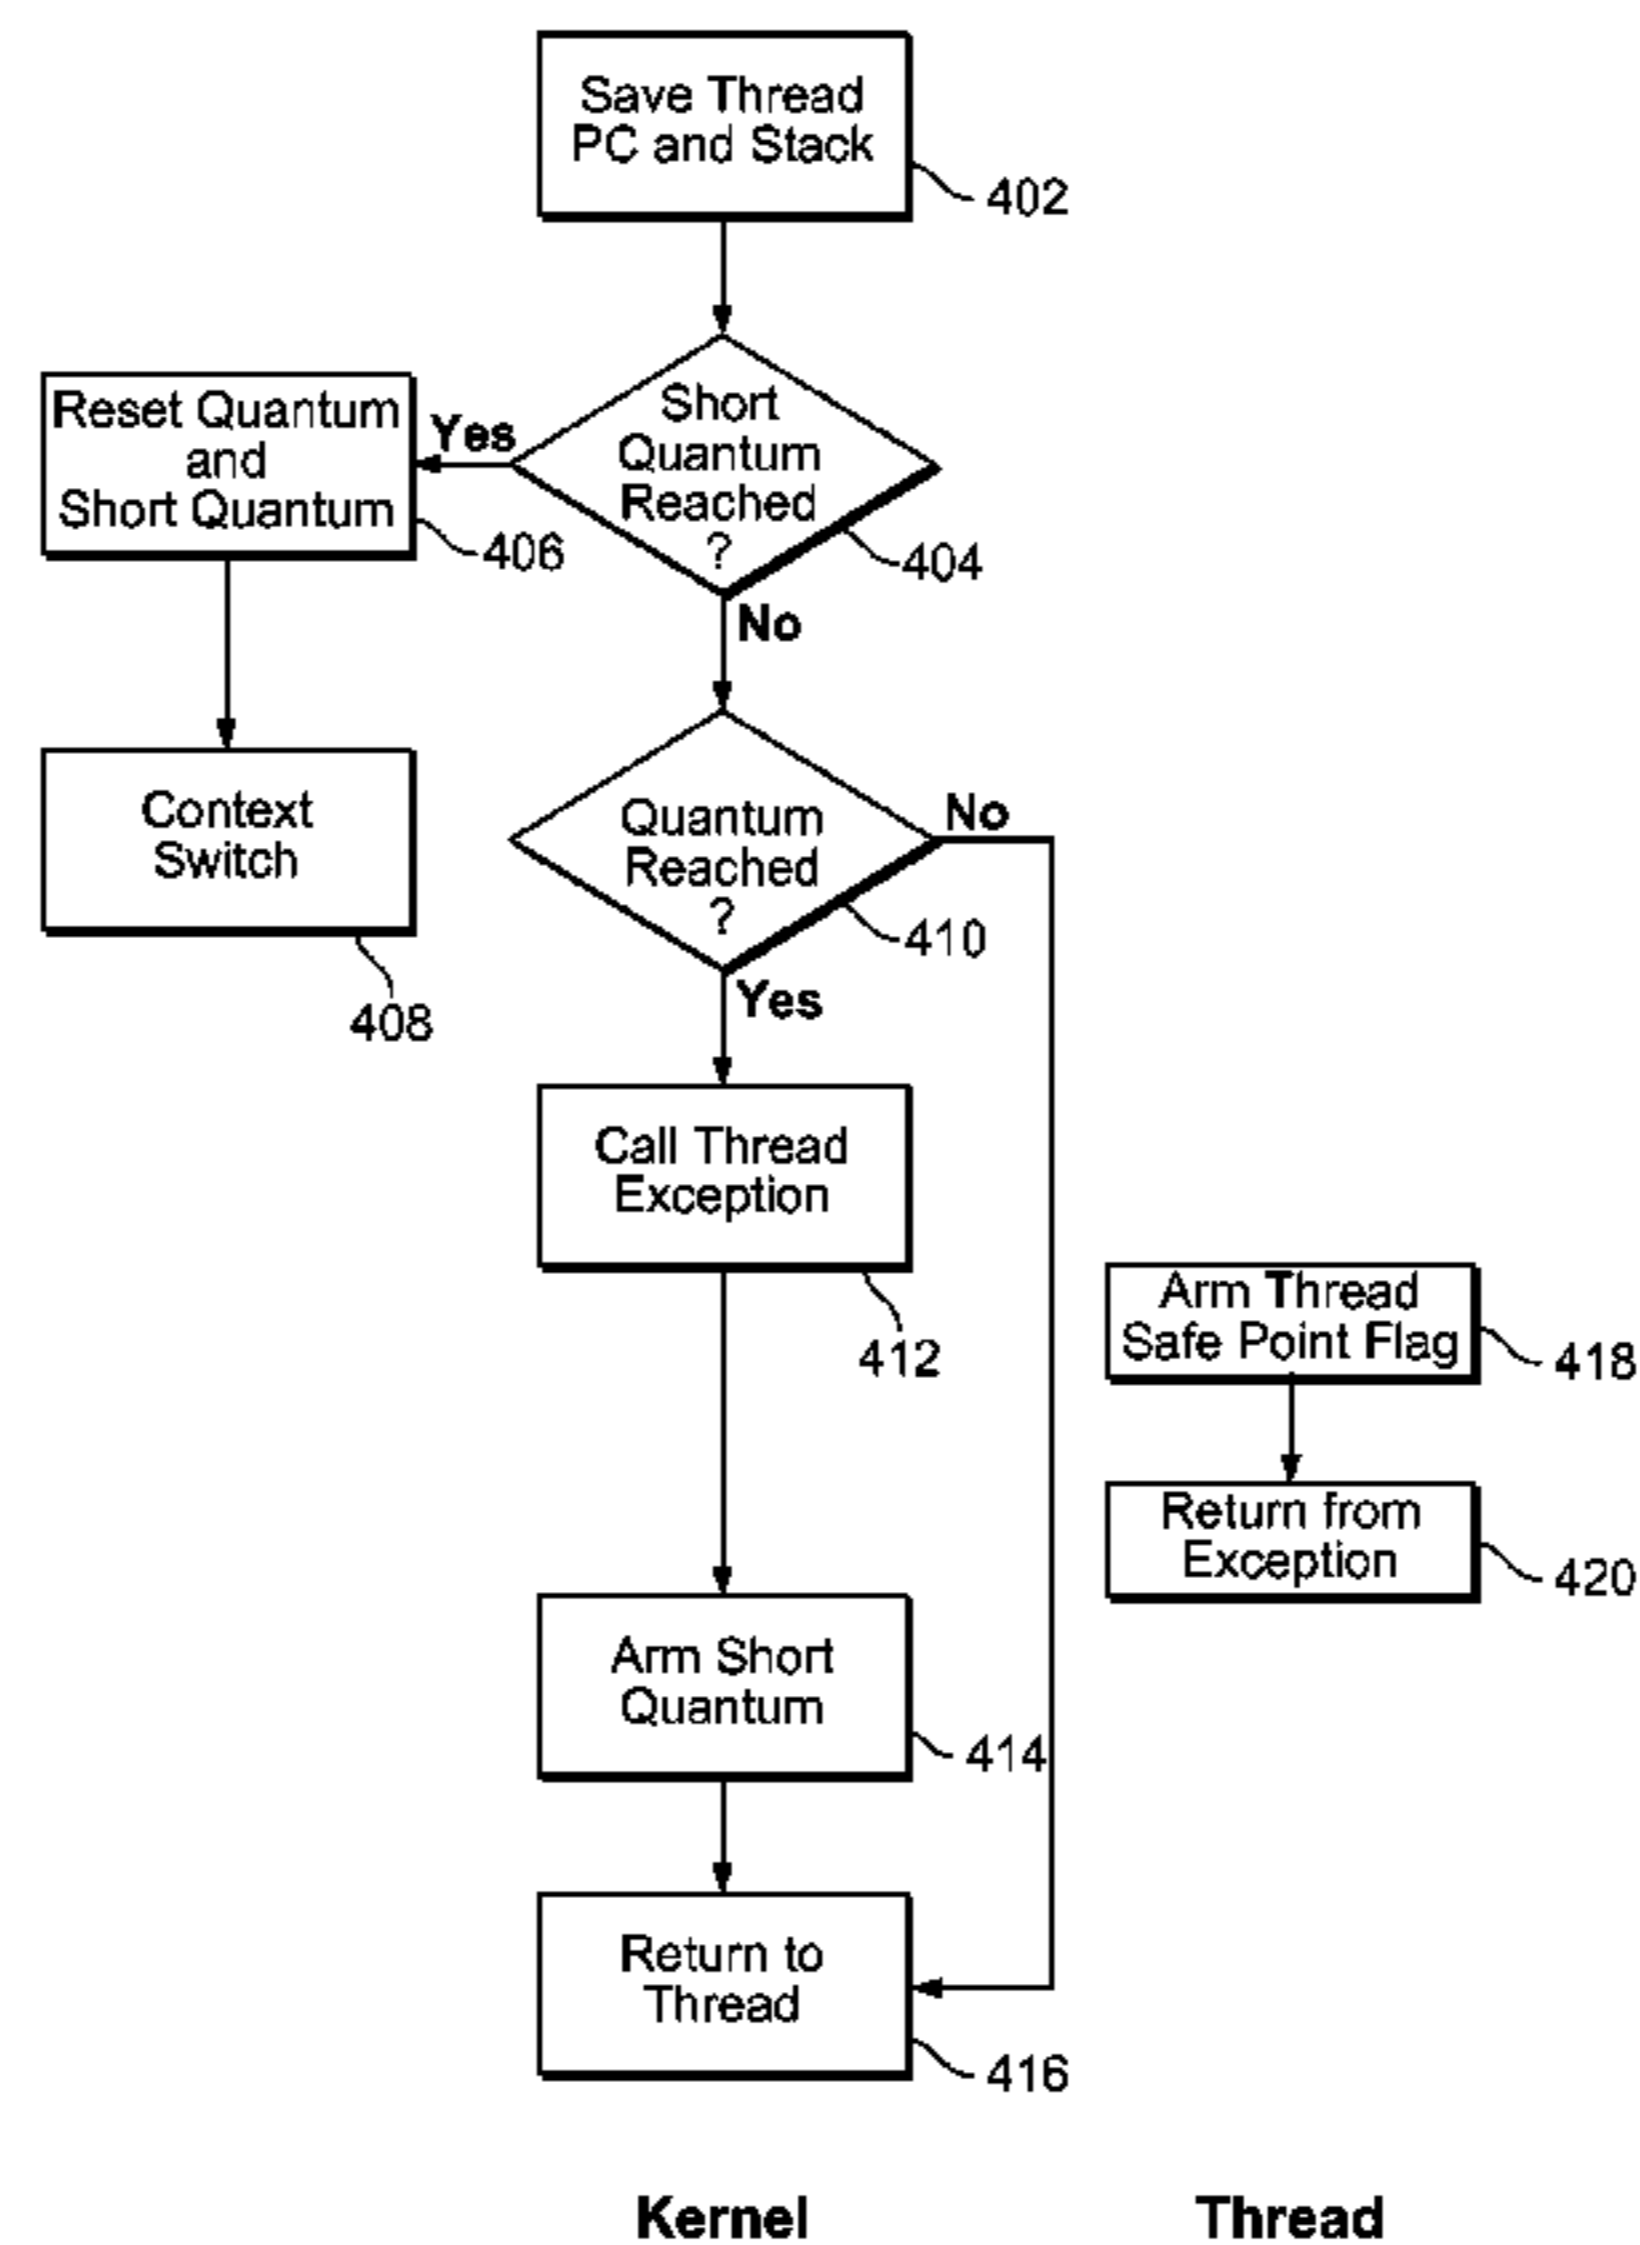 Save Thread
PC and Stack
402
Short
Quantum
Reached
?
404
Yes
Reset Quantum
and
Short Quantum
406
No
Context
Switch
408
Quantum
Reached
?
410
No
Yes
Call Thread
Exception
412
Arm Thread
Safe Point Flag
418
Return from
Exception
420
Arm Short
Quantum
414
Return to
Thread
416
Kernel
Thread